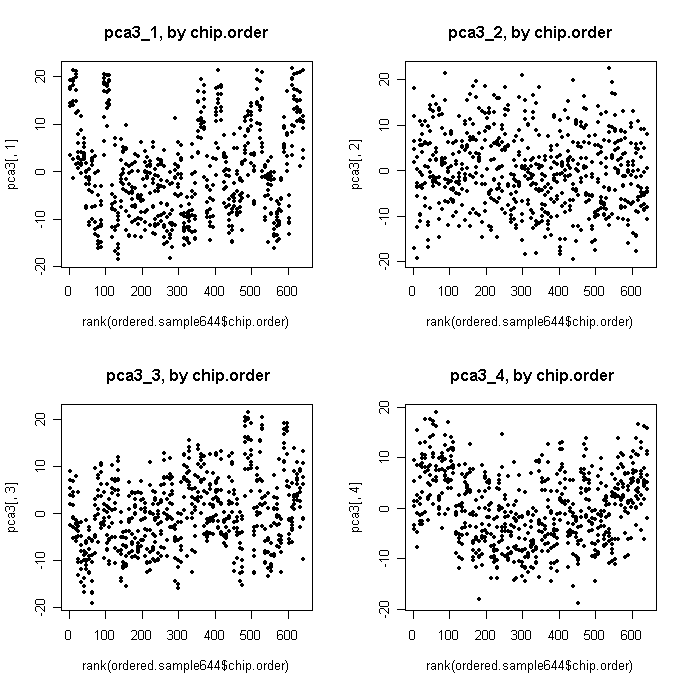 pca3_1, by chip.order
pca3_2, by chip.order
pca3[, 1]
20
10
0
-10
-20
0 100 200 300 400 500 600
rank(ordered.sample644$chip.order)
pca3[, 2]
20
10
0
-10
-20
0 100 200 300 400 500 600
rank(ordered.sample644$chip.order)
pca3_3, by chip.order
pca3_4, by chip.order
pca3[, 3]
20
10
0
-10
-20
0 100 200 300 400 500 600
rank(ordered.sample644$chip.order)
pca3[, 4]
20
10
0
-10
-20
0 100 200 300 400 500 600
rank(ordered.sample644$chip.order)